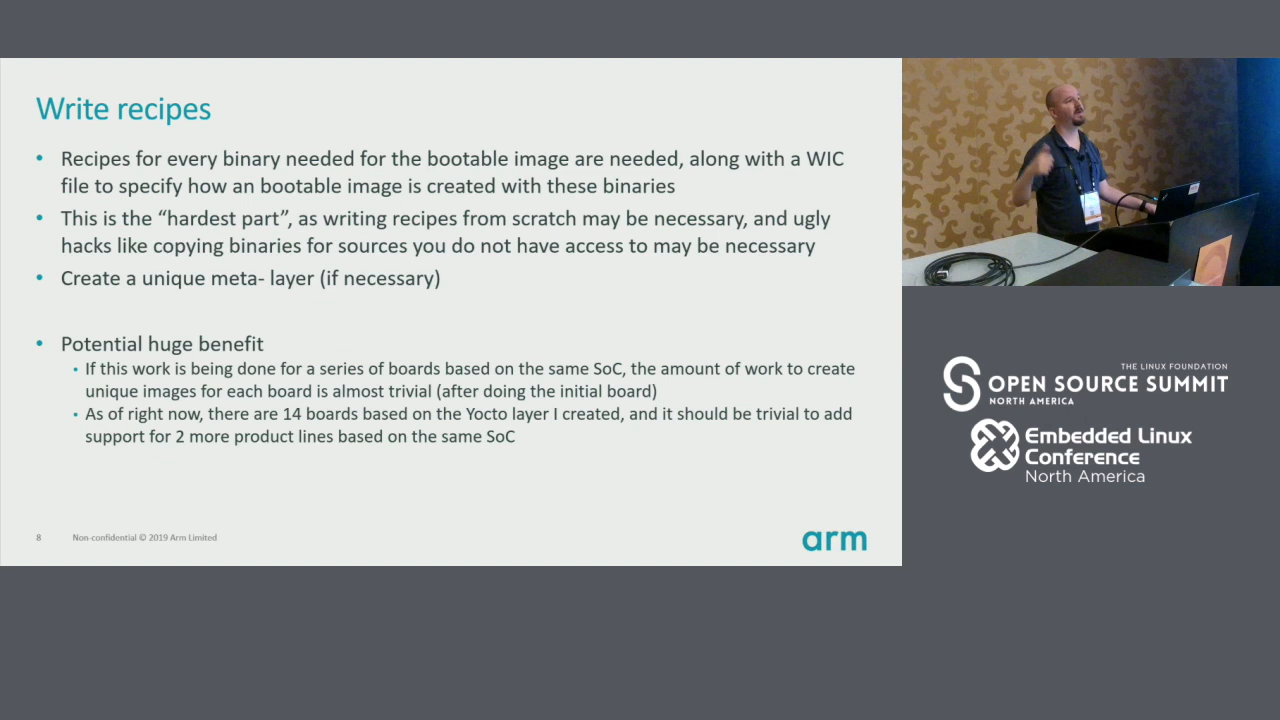 Write recipes
• Recipes for every binary needed for the bootable image are needed, along with a WIC
file to specify how an bootable image is created with these binaries
• This is the “hardest part”, as writing recipes from scratch may be necessary, and ugly
hacks like copying binaries for sources you do not have access to may be necessary
• Create a unique meta- layer (if necessary)
• Potential huge benefit
• If this work is being done for a series of boards based on the same SoC, the amount of work to create
unique images for each board is almost trivial (after doing the initial board)
• As of right now, there are 14 boards based on the Yocto layer I created, and it should be trivial to add
support for 2 more product lines based on the same SoC
8
Non-confidential © 2019 Arm Limited
arm
THE LINUX FOUNDATION
OPEN SOURCE SUMMIT
NORTH AMERICA
Embedded Linux
Conference
North America